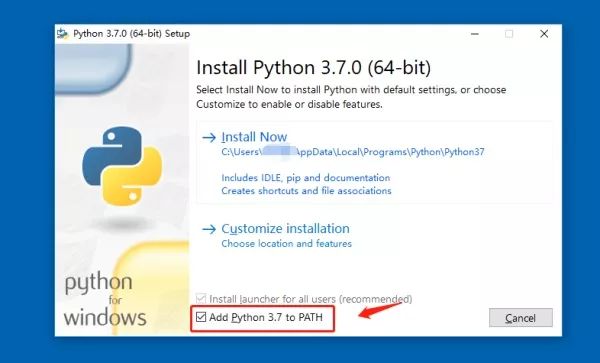 Python 3.7.0 (64-bit) Setup
Install Python 3.7.0 (64-bit)
Select Install Now to install Python with default settings, or choose
Customize to enable or disable features.
Install Now
C:\Users\ \AppData\Local\Programs\Python\Python37
Includes IDLE, pip and documentation
Creates shortcuts and file associations
Customize installation
Choose location and features
python
for
windows
Install launcher for all users (recommended)
Add Python 3.7 to PATH
Cancel